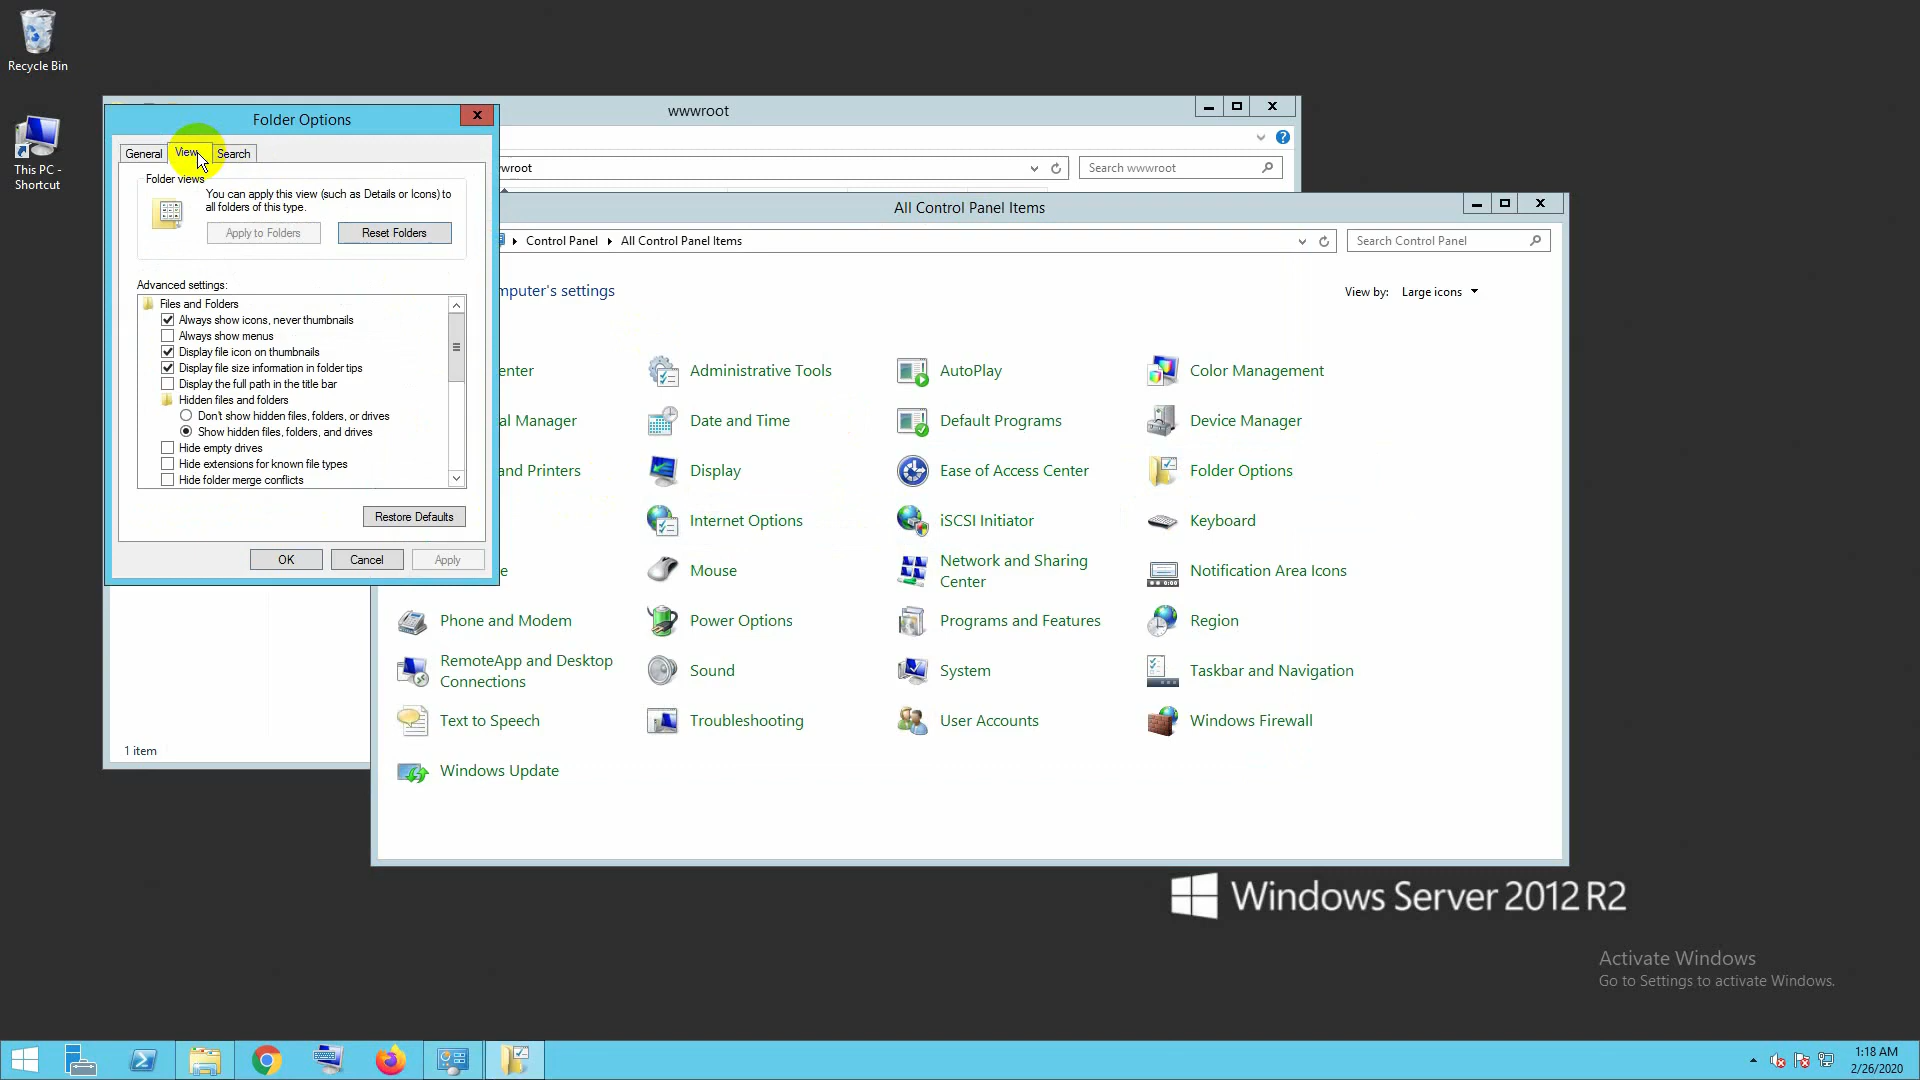 Recycle Bin
This PC -
Shortcut
wwwroot
wroot
Search wwwroot
Folder Options
General
View
Search
Folder views
You can apply this view (such as Details or Icons) to
all folders of this type.
Apply to Folders
Reset Folders
Advanced settings:
Files and Folders
Always show icons, never thumbnails
Always show menus
Display file icon on thumbnails
Display file size information in folder tips
Display the full path in the title bar
Hidden files and folders
Don't show hidden files, folders, or drives
Show hidden files, folders, and drives
Hide empty drives
Hide extensions for known file types
Hide folder merge conflicts
Restore Defaults
OK
Cancel
Apply
1 item
All Control Panel Items
Control Panel
All Control Panel Items
Search Control Panel
mputer's settings
View by:
Large icons
enter
Administrative Tools
AutoPlay
Color Management
al Manager
Date and Time
Default Programs
Device Manager
and Printers
Display
Ease of Access Center
Folder Options
Internet Options
iSCSI Initiator
Keyboard
e
Mouse
Network and Sharing
Center
Notification Area Icons
Phone and Modem
Power Options
Programs and Features
Region
RemoteApp and Desktop
Connections
Sound
System
Taskbar and Navigation
Text to Speech
Troubleshooting
User Accounts
Windows Firewall
Windows Update
Windows Server 2012 R2
Activate Windows
Go to Settings to activate Windows.
1:18 AM
2/26/2020